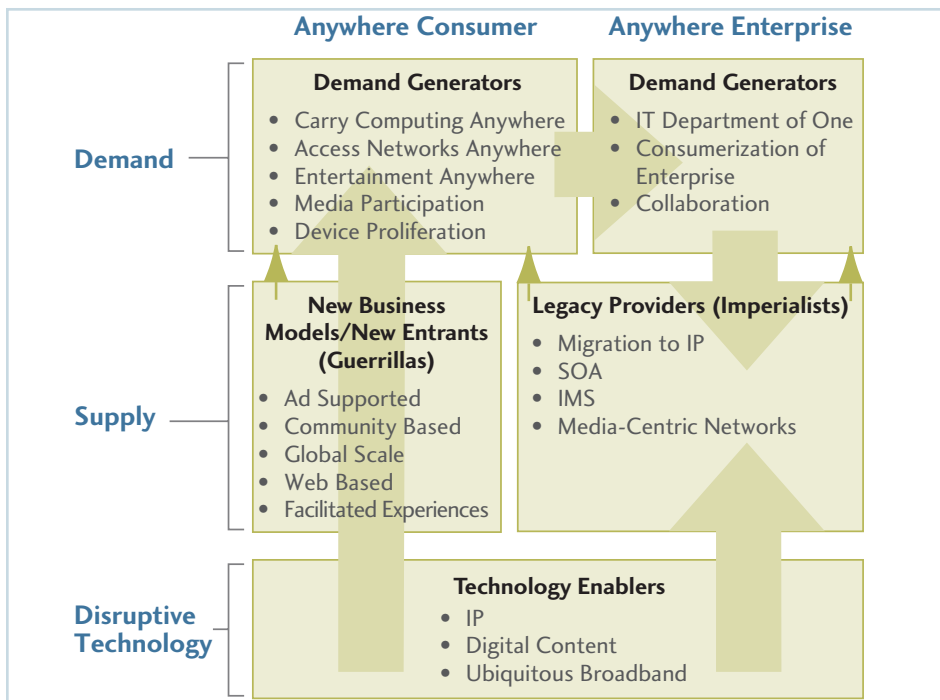 Anywhere Consumer
Anywhere Enterprise
Demand
Demand Generators
• Carry Computing Anywhere
• Access Networks Anywhere
• Entertainment Anywhere
• Media Participation
• Device Proliferation
Demand Generators
• IT Department of One
• Consumerization of
Enterprise
• Collaboration
Supply
New Business
Models/New Entrants
(Guerrillas)
• Ad Supported
• Community Based
• Global Scale
• Web Based
• Facilitated Experiences
Legacy Providers (Imperialists)
• Migration to IP
• SOA
• IMS
• Media-Centric Networks
Disruptive
Technology
Technology Enablers
• IP
• Digital Content
• Ubiquitous Broadband